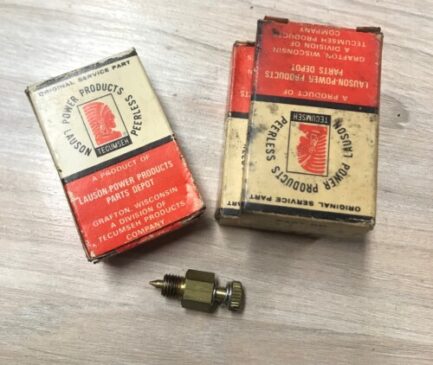 ORIGINAL SERVICE PART
LAUSON POWER PRODUCTS PEERLESS
TECUMSEH
A PRODUCT OF
LAUSON-POWER PRODUCTS
PARTS DEPOT
GRAFTON, WISCONSIN
A DIVISION OF
TECUMSEH PRODUCTS
COMPANY
ORIGINAL SERVICE PART
LAUSON POWER PRODUCTS PEERLESS
TECUMSEH
A PRODUCT OF
LAUSON-POWER PRODUCTS
PARTS DEPOT
GRAFTON, WISCONSIN
A DIVISION OF
TECUMSEH PRODUCTS
COMPANY